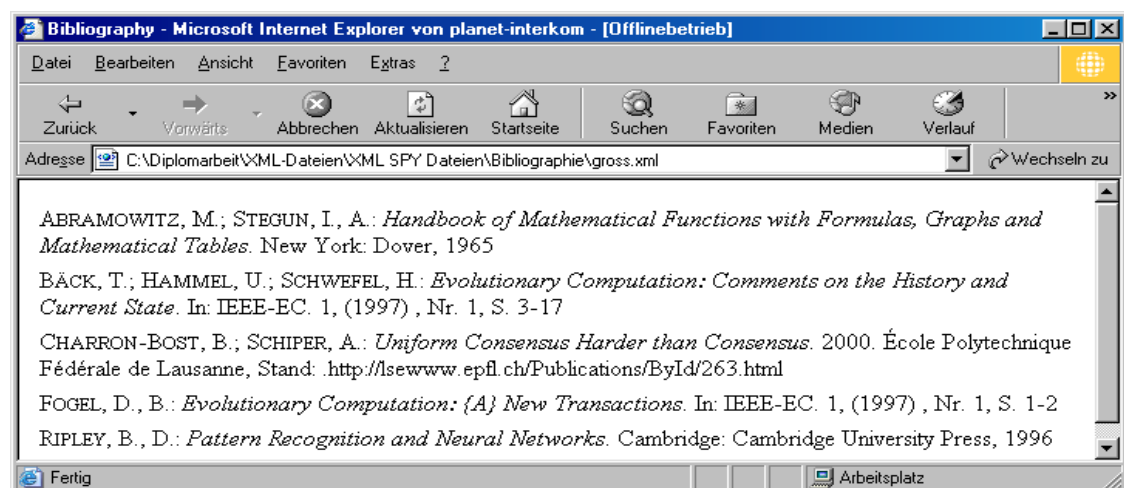 Bibliography - Microsoft Internet Explorer von planet-interkom - [Offlinebetrieb]
Datei Bearbeiten Ansicht Favoriten Extras ?
Zurück Vorwärts Abbrechen Aktualisieren Startseite Suchen Favoriten Medien Verlauf »
Adresse C:\Diplomarbeit\XML-Dateien\XML SPY Dateien\Bibliographie\gross.xml Wechseln zu
ABRAMOWITZ, M.; STEGUN, I., A.: Handbook of Mathematical Functions with Formulas, Graphs and
Mathematical Tables. New York: Dover, 1965
BÄCK, T.; HAMMEL, U.; SCHWEFEL, H.: Evolutionary Computation: Comments on the History and
Current State. In: IEEE-EC. 1, (1997) , Nr. 1, S. 3-17
CHARRON-BOST, B.; SCHIPER, A.: Uniform Consensus Harder than Consensus. 2000. École Polytechnique
Fédérale de Lausanne, Stand: .http://lsewww.epfl.ch/Publications/ById/263.html
FOGEL, D., B.: Evolutionary Computation: {A} New Transactions. In: IEEE-EC. 1, (1997) , Nr. 1, S. 1-2
RIPLEY, B., D.: Pattern Recognition and Neural Networks. Cambridge: Cambridge University Press, 1996
Fertig Arbeitsplatz